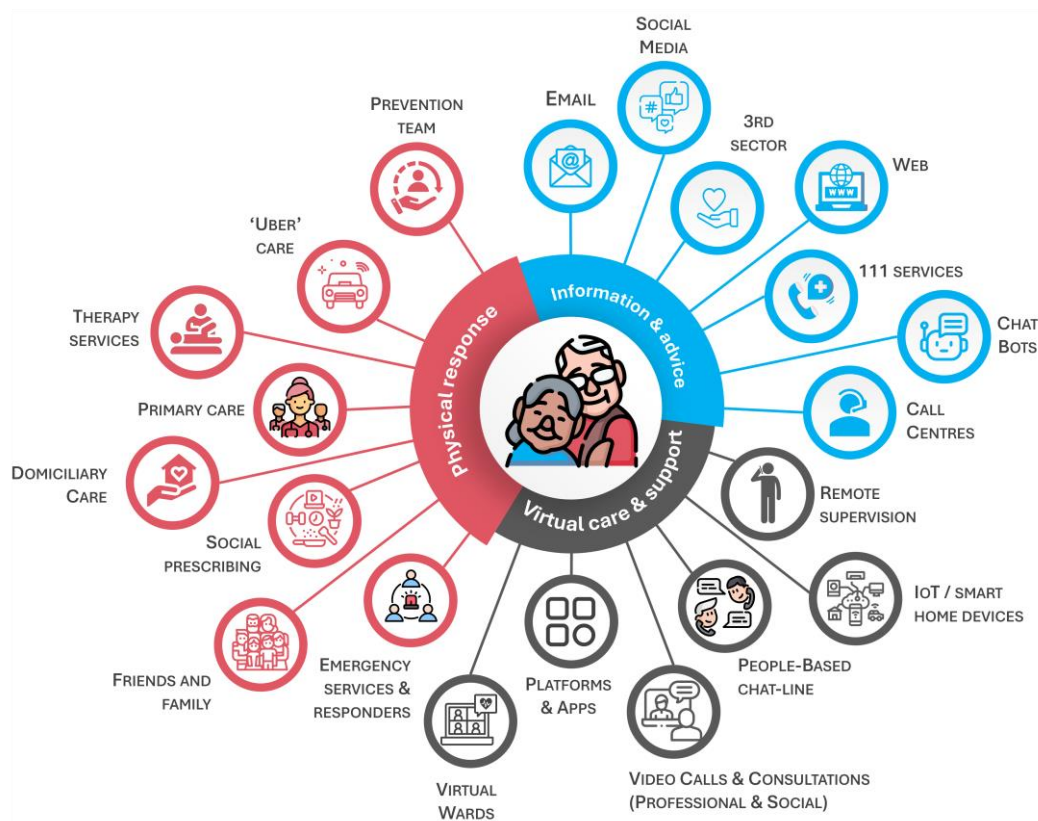 SOCIAL
MEDIA
EMAIL
#
@
3RD
SECTOR
WEB
WWW
111 SERVICES
CHAT
BOTS
CALL
CENTRES
PREVENTION
TEAM
'UBER'
CARE
THERAPY
SERVICES
PRIMARY CARE
DOMICILIARY
CARE
SOCIAL
PRESCRIBING
FRIENDS AND
FAMILY
EMERGENCY
SERVICES &
RESPONDERS
Physical response
Information & advice
Virtual care & support
REMOTE
SUPERVISION
IOT / SMART
HOME DEVICES
PEOPLE-BASED
CHAT-LINE
VIDEO CALLS & CONSULTATIONS
(PROFESSIONAL & SOCIAL)
PLATFORMS
& APPS
VIRTUAL
WARDS